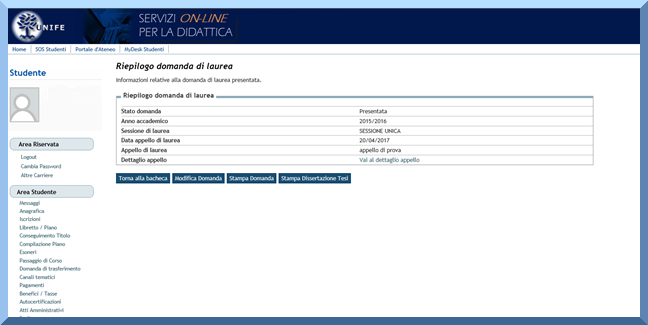 UNIFE
SERVIZI ON-LINE
PER LA DIDATTICA
Home SOS Studenti Portale d'Ateneo MyDesk Studenti
Studente
Area Riservata
Logout
Cambia Password
Altre Carriere
Area Studente
Messaggi
Anagrafica
Iscrizioni
Libretto / Piano
Conseguimento Titolo
Compilazione Piano
Esoneri
Passaggio di Corso
Domanda di trasferimento
Canali tematici
Pagamenti
Benefici / Tasse
Autocertificazioni
Atti Amministrativi
Riepilogo domanda di laurea
Informazioni relative alla domanda di laurea presentata.
Riepilogo domanda di laurea
Stato domanda Presentata
Anno accademico 2015/2016
Sessione di laurea SESSIONE UNICA
Data appello di laurea 20/04/2017
Appello di laurea appello di prova
Dettaglio appello Vai al dettaglio appello
Torna alla bacheca Modifica Domanda Stampa Domanda Stampa Dissertazione Tesi